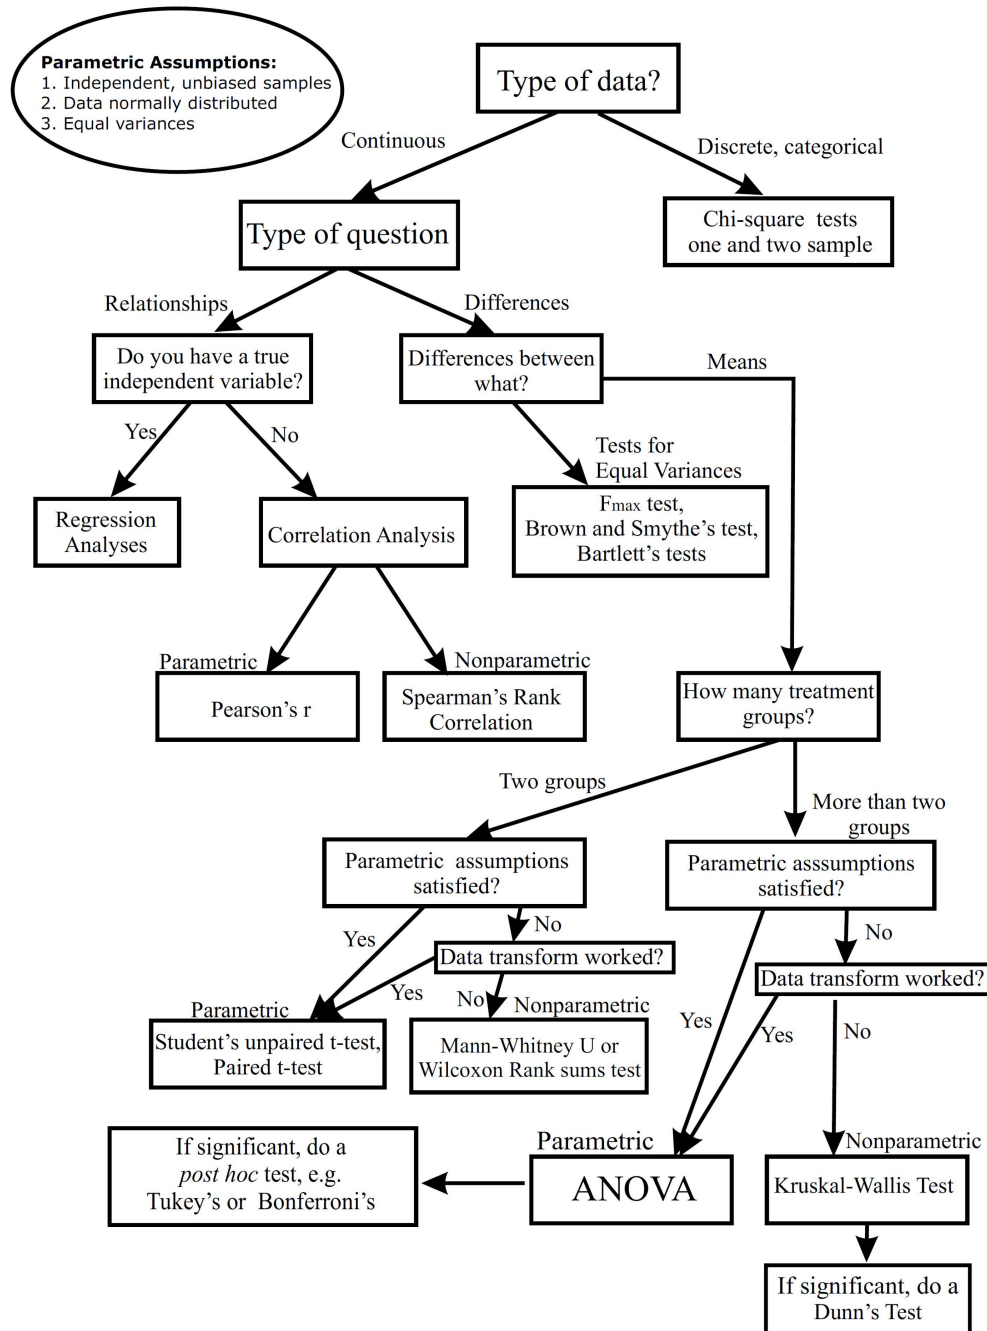 Parametric Assumptions:
1. Independent, unbiased samples
2. Data normally distributed
3. Equal variances
Type of data?
Continuous
Discrete, categorical
Chi-square tests
one and two sample
Type of question
Relationships
Differences
Do you have a true
independent variable?
Differences between
what?
Means
Yes
No
Tests for
Equal Variances
Regression
Analyses
Correlation Analysis
Fmax test,
Brown and Smythe's test,
Bartlett's tests
Parametric
Nonparametric
Pearson's r
Spearman's Rank
Correlation
How many treatment
groups?
Two groups
More than two
groups
Parametric assumptions
satisfied?
Parametric asssumptions
satisfied?
Yes
No
No
Data transform worked?
Data transform worked?
Yes
No
Yes
Yes
No
Parametric
Nonparametric
Student's unpaired t-test,
Paired t-test
Mann-Whitney U or
Wilcoxon Rank sums test
Parametric
Nonparametric
If significant, do a
post hoc test, e.g.
Tukey's or Bonferroni's
ANOVA
Kruskal-Wallis Test
If significant, do a
Dunn's Test